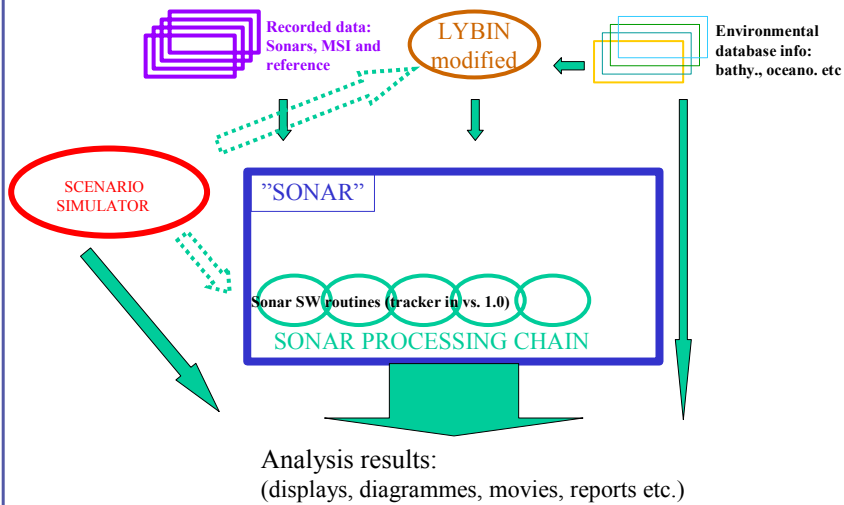 Recorded data:
Sonars, MSI and
reference
LYBIN
modified
Environmental
database info:
bathy., oceano. etc
SCENARIO
SIMULATOR
”SONAR”
Sonar SW routines (tracker in vs. 1.0)
SONAR PROCESSING CHAIN
Analysis results:
(displays, diagrammes, movies, reports etc.)